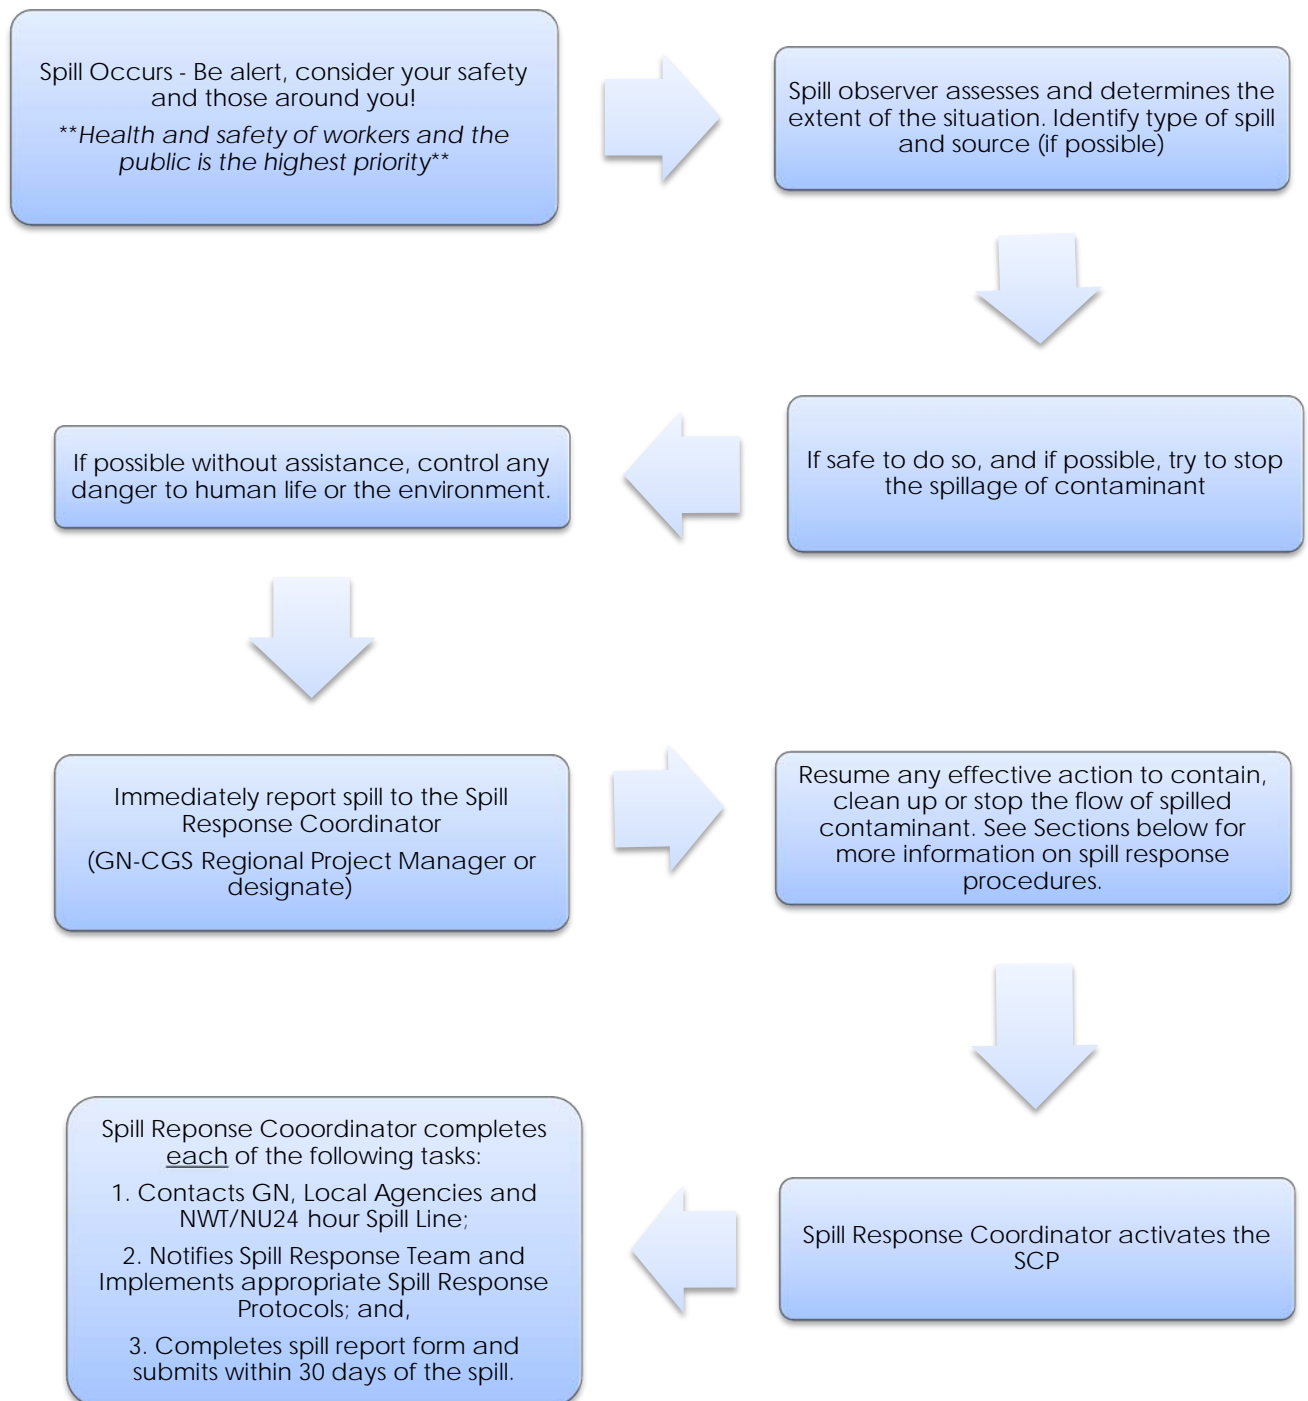 Spill Occurs - Be alert, consider your safety
and those around you!
**Health and safety of workers and the
public is the highest priority**
Spill observer assesses and determines the
extent of the situation. Identify type of spill
and source (if possible)
If safe to do so, and if possible, try to stop
the spillage of contaminant
If possible without assistance, control any
danger to human life or the environment.
Immediately report spill to the Spill
Response Coordinator
(GN-CGS Regional Project Manager or
designate)
Resume any effective action to contain,
clean up or stop the flow of spilled
contaminant. See Sections below for
more information on spill response
procedures.
Spill Response Coordinator activates the
SCP
Spill Reponse Cooordinator completes
each of the following tasks:
1. Contacts GN, Local Agencies and
NWT/NU24 hour Spill Line;
2. Notifies Spill Response Team and
Implements appropriate Spill Response
Protocols; and,
3. Completes spill report form and
submits within 30 days of the spill.